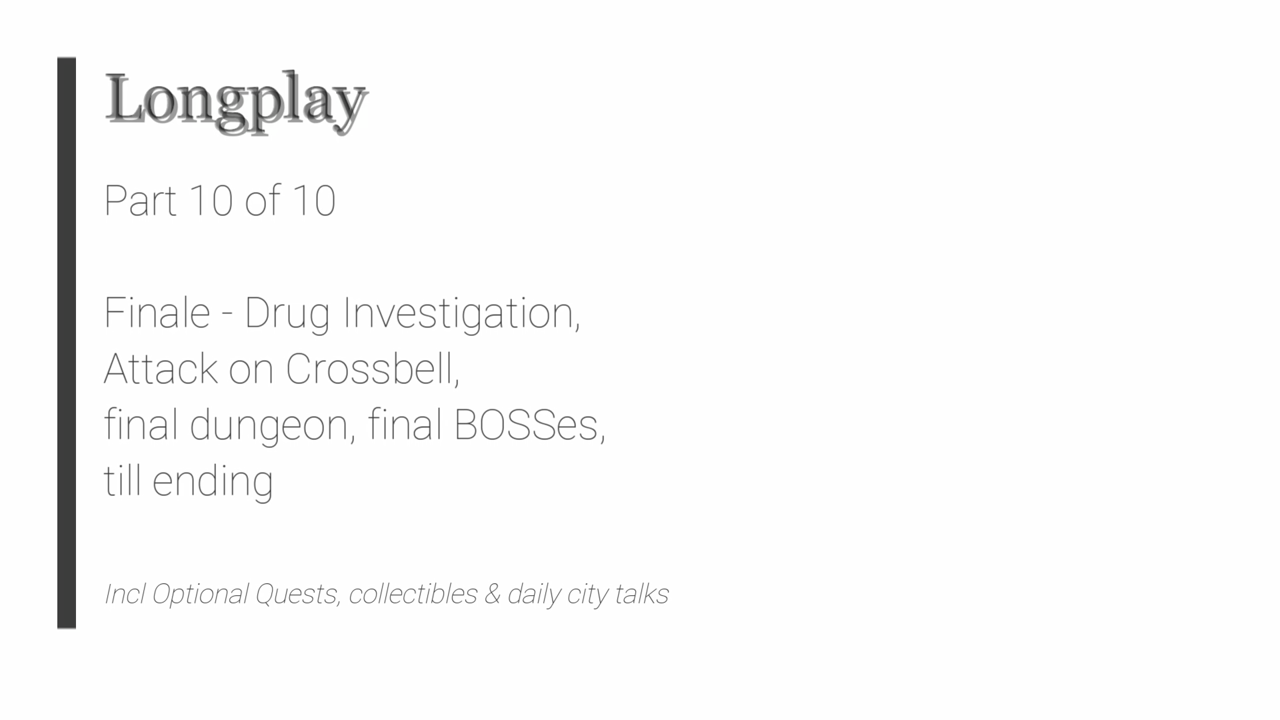 Longplay
Part 10 of 10
Finale - Drug Investigation,
Attack on Crossbell,
final dungeon, final BOSSes,
till ending
Incl Optional Quests, collectibles & daily city talks